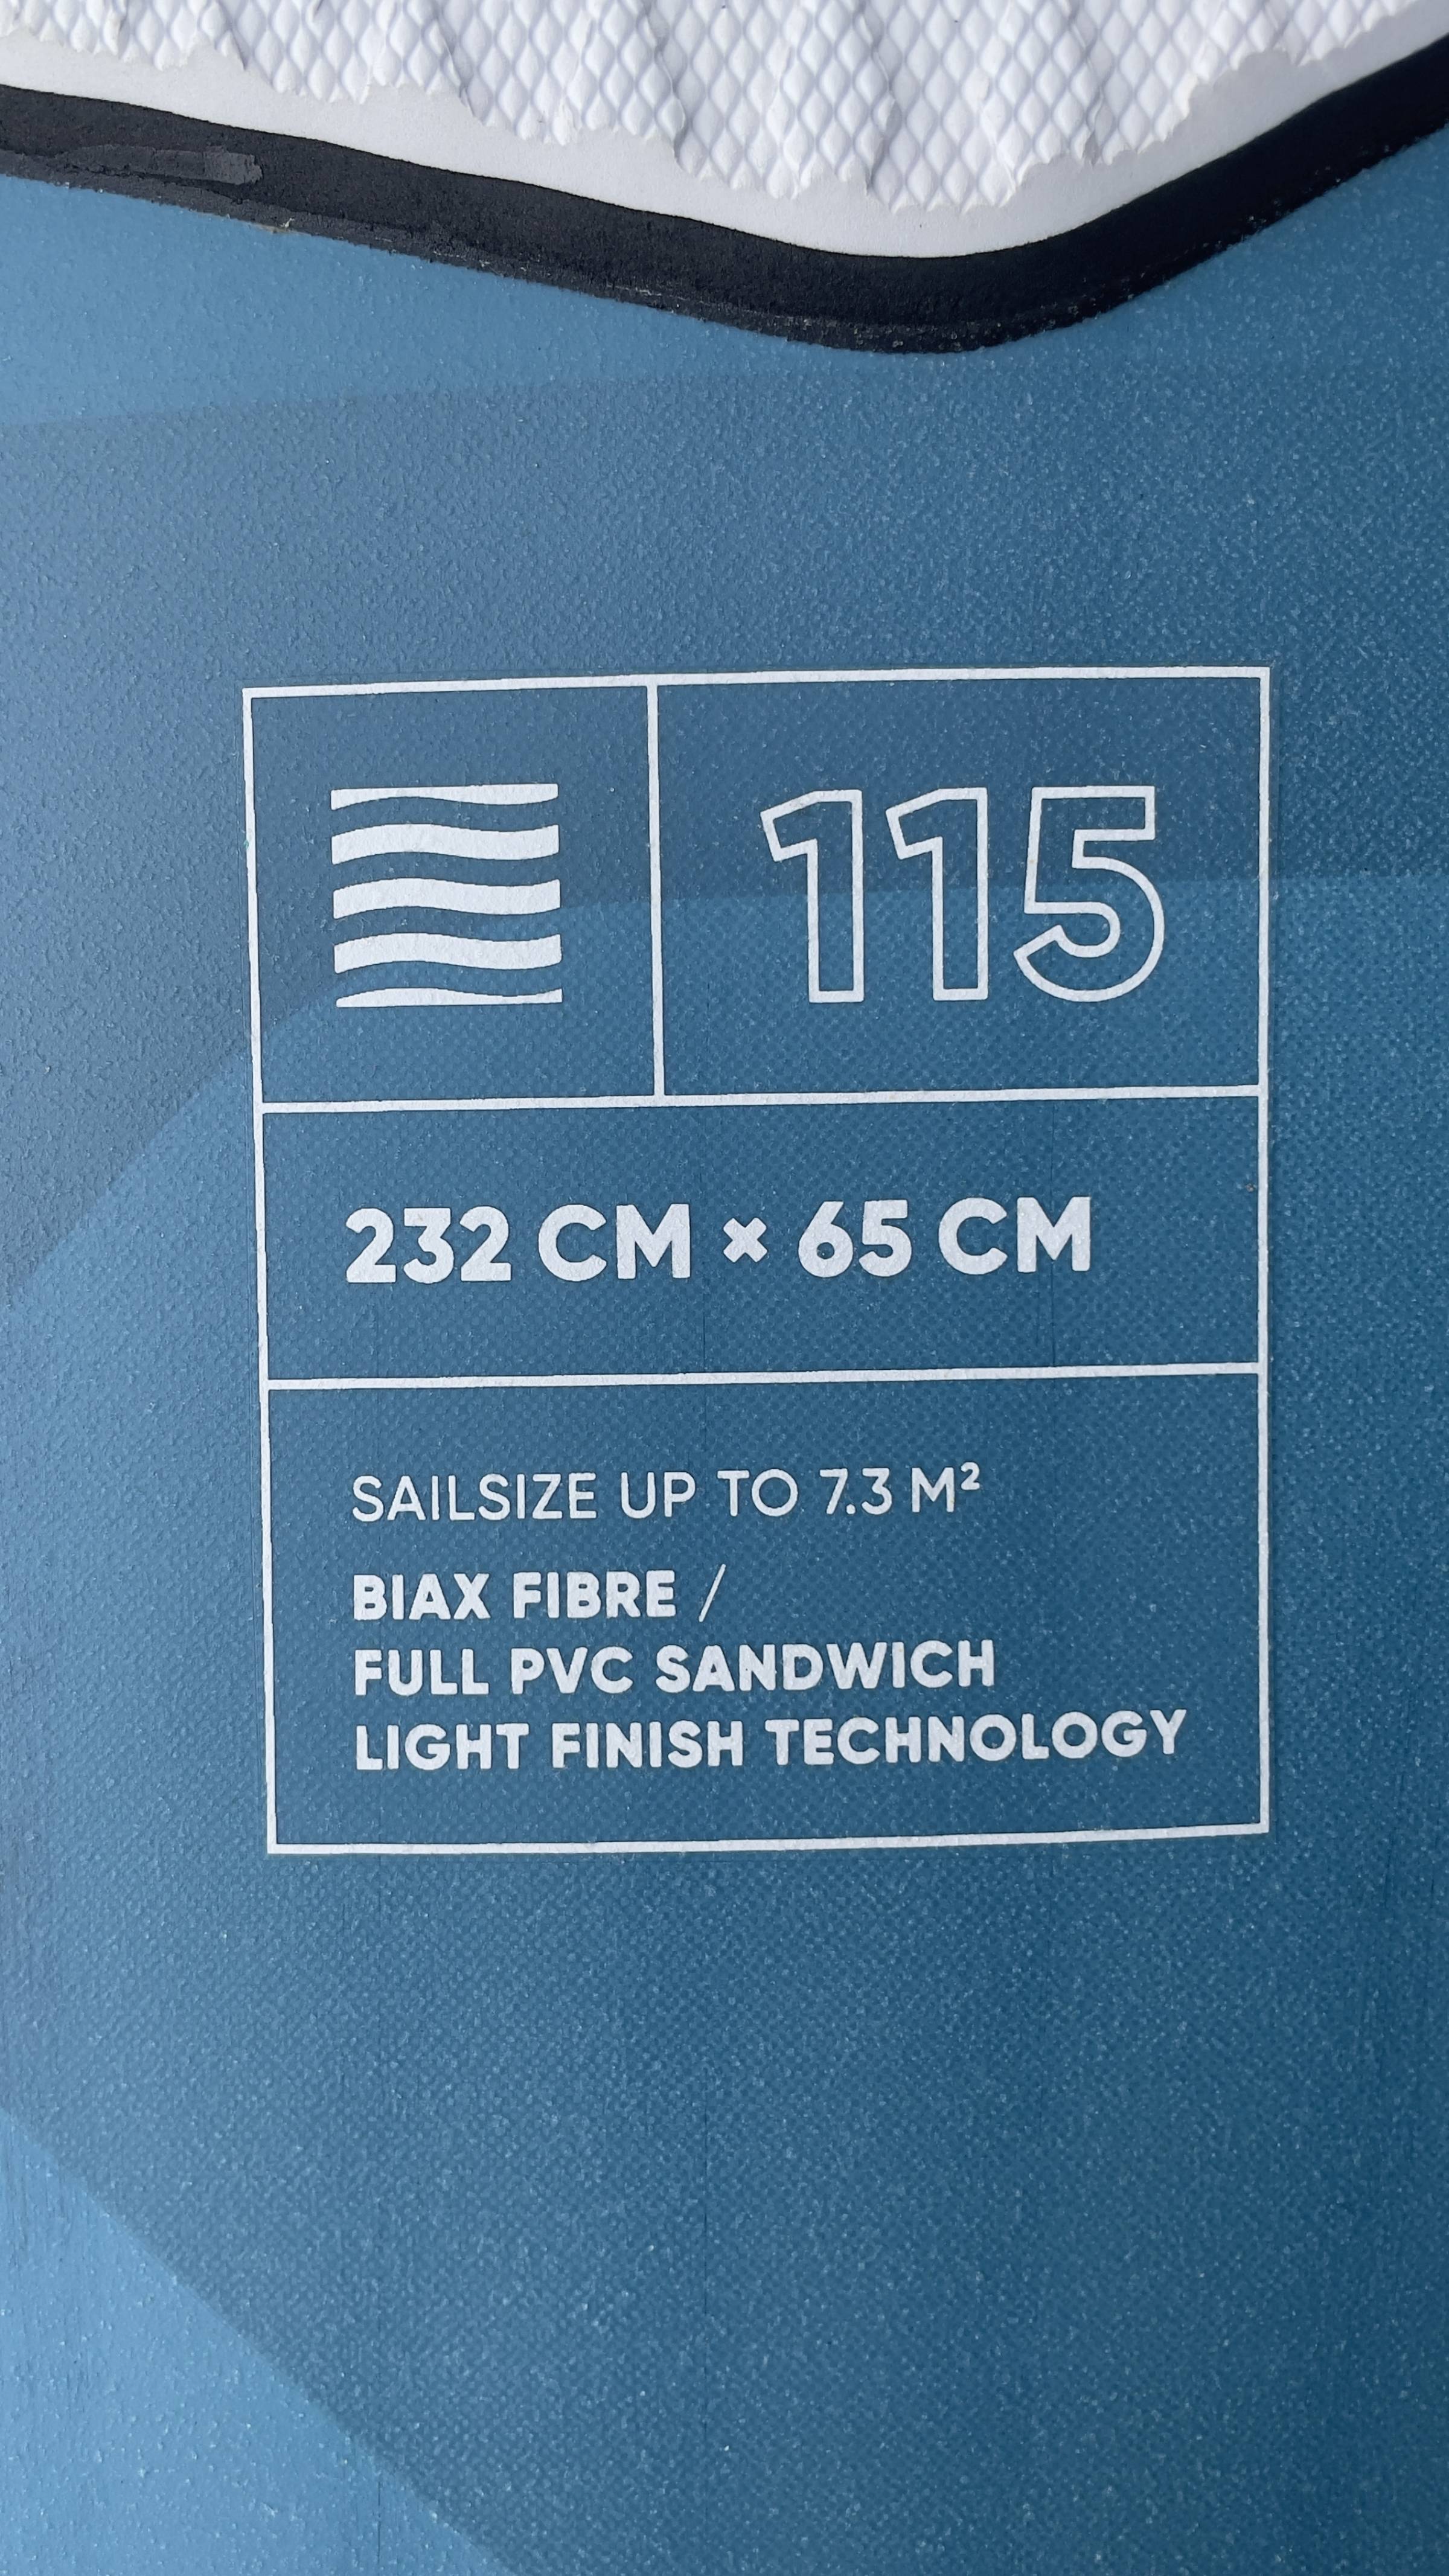 115
232 CM × 65 CM
SAILSIZE UP TO 7.3 M²
BIAX FIBRE /
FULL PVC SANDWICH
LIGHT FINISH TECHNOLOGY